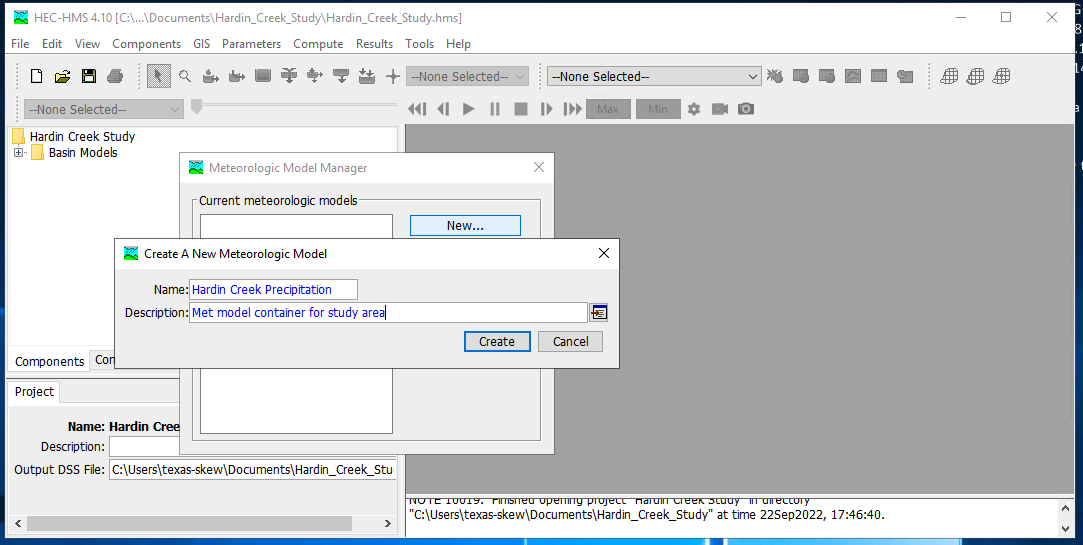 HEC-HMS 4.10 [C:\...\Documents\Hardin_Creek_Study\Hardin_Creek_Study.hms]
File Edit View Components GIS Parameters Compute Results Tools Help
--None Selected-- --None Selected--
--None Selected-- Max Min
Hardin Creek Study
Basin Models
Meteorologic Model Manager
Current meteorologic models
New...
Create A New Meteorologic Model
Name: Hardin Creek Precipitation
Description: Met model container for study area
Create Cancel
Components
Project
Name: Hardin
Description:
Output DSS File: C:\Users\texas-skew\Documents\Hardin_Creek_Stu
NOTE 10019: Finished opening project "Hardin Creek Study" in directory
"C:\Users\texas-skew\Documents\Hardin_Creek_Study" at time 22Sep2022, 17:46:40.